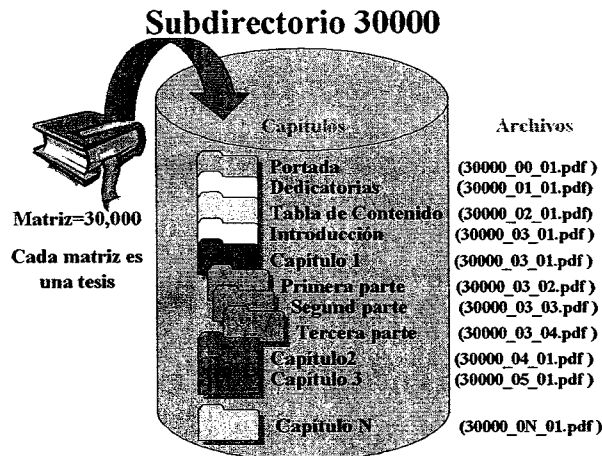 Subdirectorio 30000
Capítulos Archivos
Portada (30000_00_01.pdf )
Dedicatorias (30000_01_01.pdf)
Tabla de Contenido (30000_02_01.pdf)
Introducción (30000_03_01.pdf )
Capítulo 1 (30000_03_01.pdf )
Primera parte (30000_03_02.pdf )
Segund parte (30000_03_03.pdf )
Tercera parte (30000_03_04.pdf )
Capítulo2 (30000_04_01.pdf )
Capítulo 3 (30000_05_01.pdf )
Capítulo N (30000_0N_01.pdf )
Matriz=30,000
Cada matriz es
una tesis